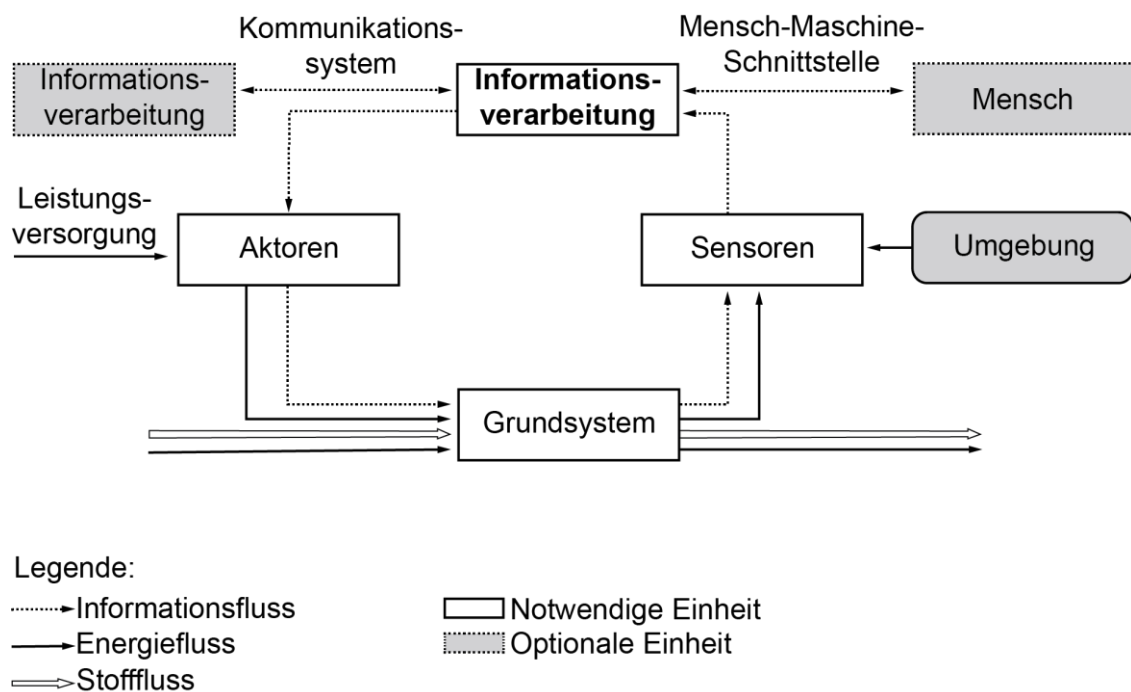 Kommunikations-
system
Mensch-Maschine-
Schnittstelle
Informations-
verarbeitung
Informations-
verarbeitung
Mensch
Leistungs-
versorgung
Aktoren
Sensoren
Umgebung
Grundsystem
Legende:
Informationsfluss
Notwendige Einheit
Energiefluss
Optionale Einheit
Stofffluss